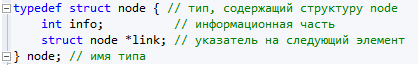 typedef struct node { // тип, содержащий структуру node
int info; // информационная часть
struct node *link; // указатель на следующий элемент
} node; // имя типа